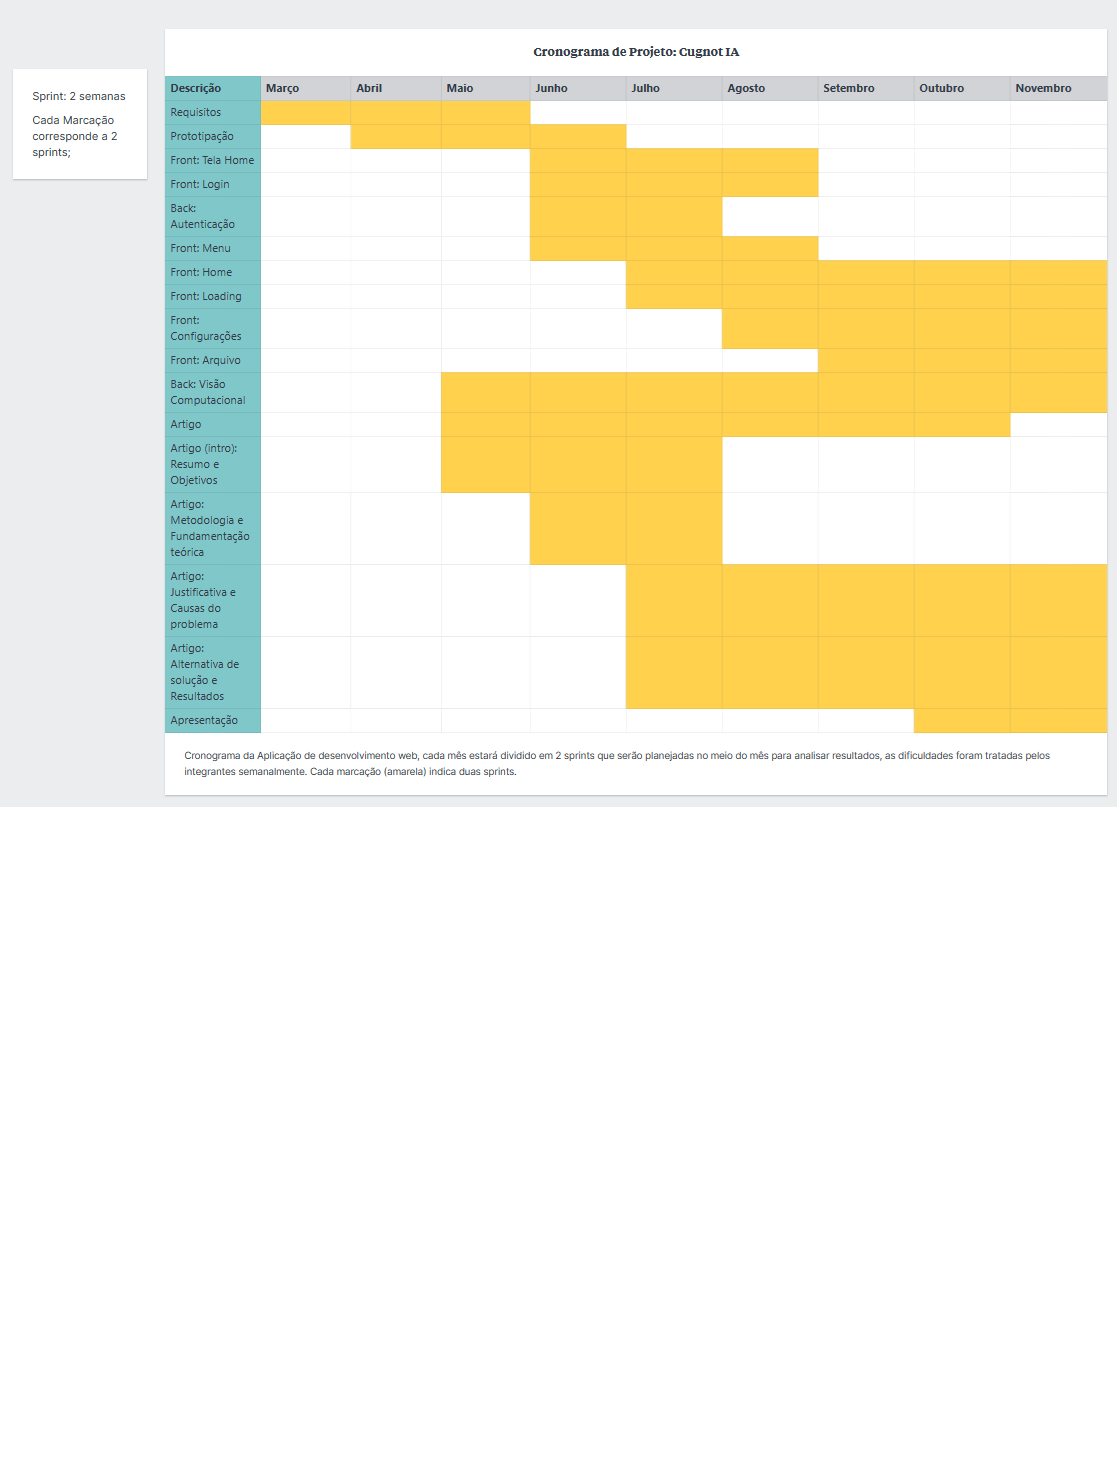 Cronograma de Projeto: Cugnot IA
Sprint: 2 semanas
Cada Marcação
corresponde a 2
sprints;
Descrição Março Abril Maio Junho Julho Agosto Setembro Outubro Novembro
Requisitos
Prototipação
Front: Tela Home
Front: Login
Back:
Autenticação
Front: Menu
Front: Home
Front: Loading
Front:
Configurações
Front: Arquivo
Back: Visão
Computacional
Artigo
Artigo (intro):
Resumo e
Objetivos
Artigo:
Metodologia e
Fundamentação
teórica
Artigo:
Justificativa e
Causas do
problema
Artigo:
Alternativa de
solução e
Resultados
Apresentação
Cronograma da Aplicação de desenvolvimento web, cada mês estará dividido em 2 sprints que serão planejadas no meio do mês para analisar resultados, as dificuldades foram tratadas pelos
integrantes semanalmente. Cada marcação (amarela) indica duas sprints.